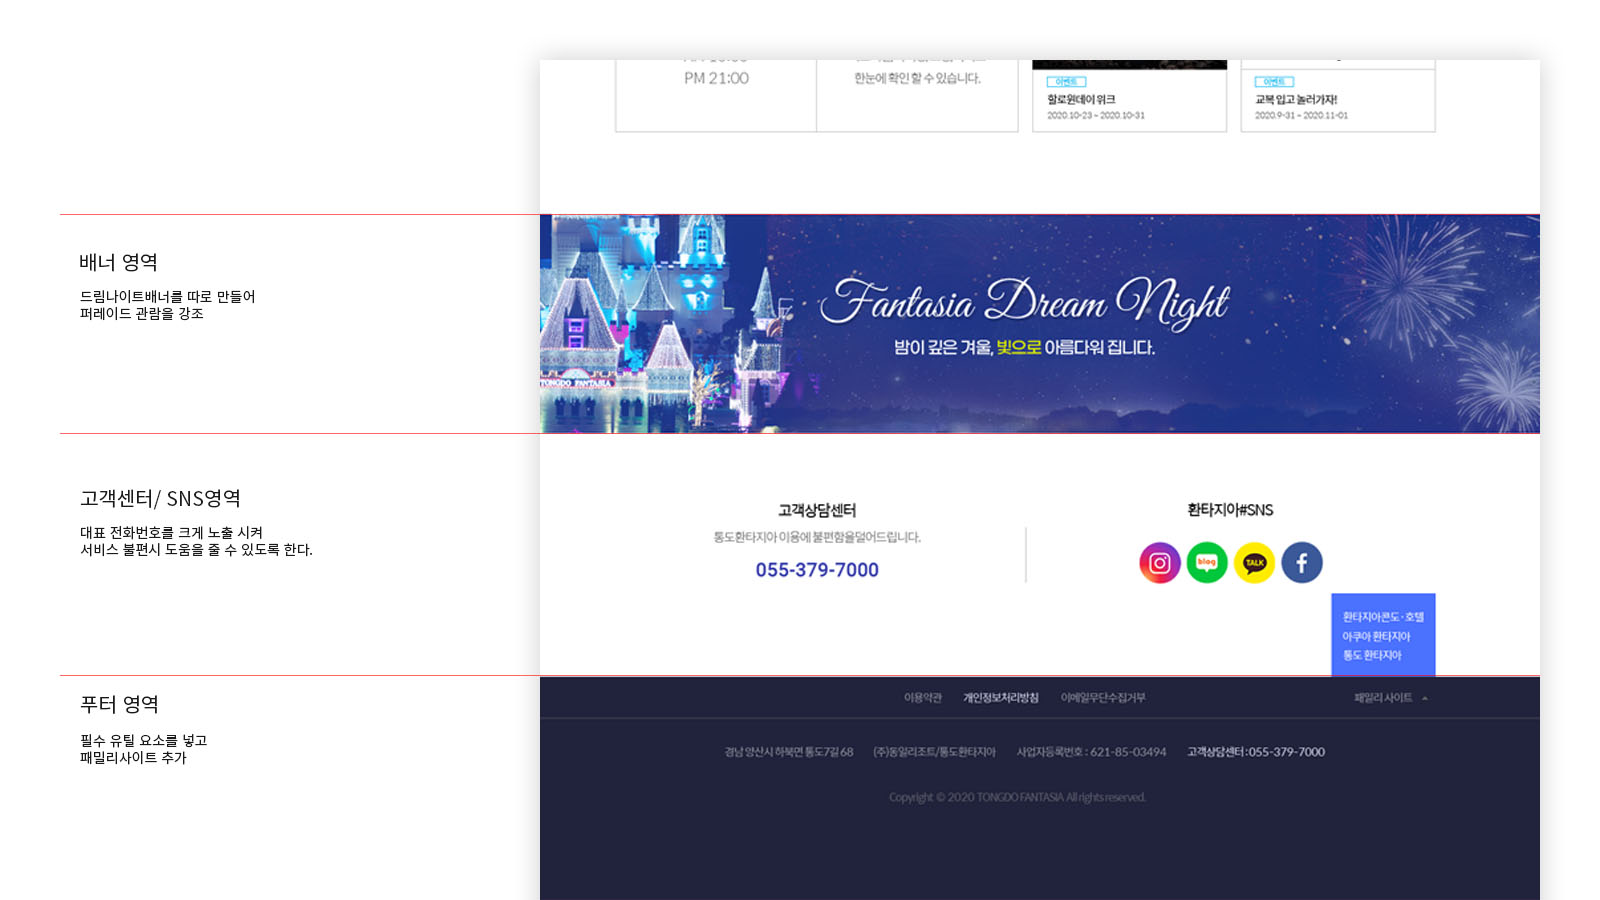 PM 21:00
한눈에 확인 할 수 있습니다.
이벤트
할로윈데이 위크
2020.10-23 ~ 2020.10-31
이벤트
교복 입고 놀러가자!
2020.9-31 ~ 2020.11-01
배너 영역
드림나이트배너를 따로 만들어
퍼레이드 관람을 강조
Fantasia Dream Night
밤이 깊은 겨울, 빛으로 아름다워 집니다.
TONGDO FANTASIA
고객센터/ SNS영역
대표 전화번호를 크게 노출 시켜
서비스 불편시 도움을 줄 수 있도록 한다.
고객상담센터
통도환타지아 이용에 불편함을덜어드립니다.
055-379-7000
환타지아#SNS
blog
TALK
환타지아콘도·호텔
아쿠아 환타지아
통도 환타지아
푸터 영역
필수 유틸 요소를 넣고
패밀리사이트 추가
이용약관 개인정보처리방침 이메일무단수집거부 패밀리 사이트
경남 양산시 하북면 통도7길 68 (주)동일리조트/통도환타지아 사업자등록번호 : 621-85-03494 고객상담센터 : 055-379-7000
Copyright © 2020 TONGDO FANTASIA All rights reserved.